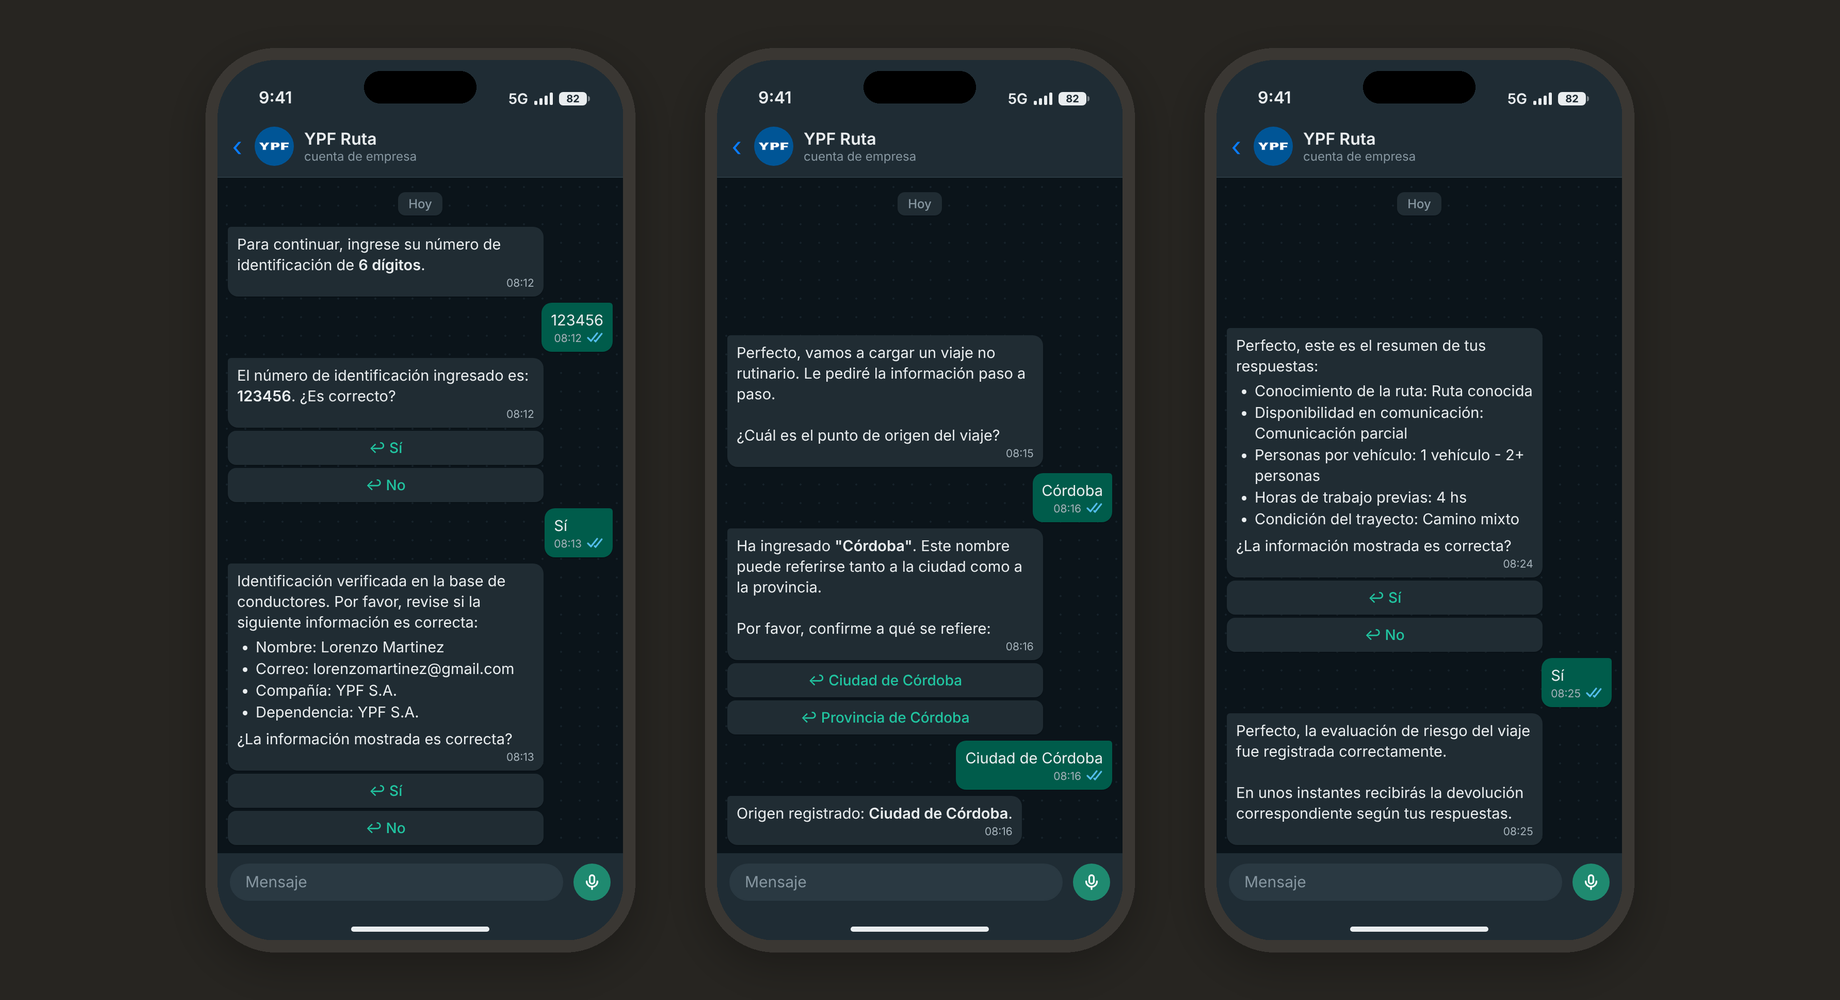 9:41
5G
82
YPF
YPF Ruta
cuenta de empresa
Hoy
Para continuar, ingrese su número de
identificación de 6 dígitos.
08:12
123456
08:12
El número de identificación ingresado es:
123456. ¿Es correcto?
08:12
Sí
No
Sí
08:13
Identificación verificada en la base de
conductores. Por favor, revise si la
siguiente información es correcta:
• Nombre: Lorenzo Martinez
• Correo: lorenzomartinez@gmail.com
• Compañía: YPF S.A.
• Dependencia: YPF S.A.
¿La información mostrada es correcta?
08:13
Sí
No
Mensaje
9:41
5G
82
YPF
YPF Ruta
cuenta de empresa
Hoy
Perfecto, vamos a cargar un viaje no
rutinario. Le pediré la información paso a
paso.
¿Cuál es el punto de origen del viaje?
08:15
Córdoba
08:16
Ha ingresado "Córdoba". Este nombre
puede referirse tanto a la ciudad como a
la provincia.
Por favor, confirme a qué se refiere:
08:16
Ciudad de Córdoba
Provincia de Córdoba
Ciudad de Córdoba
08:16
Origen registrado: Ciudad de Córdoba.
08:16
Mensaje
9:41
5G
82
YPF
YPF Ruta
cuenta de empresa
Hoy
Perfecto, este es el resumen de tus
respuestas:
• Conocimiento de la ruta: Ruta conocida
• Disponibilidad en comunicación:
Comunicación parcial
• Personas por vehículo: 1 vehículo - 2+
personas
• Horas de trabajo previas: 4 hs
• Condición del trayecto: Camino mixto
¿La información mostrada es correcta?
08:24
Sí
No
Sí
08:25
Perfecto, la evaluación de riesgo del viaje
fue registrada correctamente.
En unos instantes recibirás la devolución
correspondiente según tus respuestas.
08:25
Mensaje